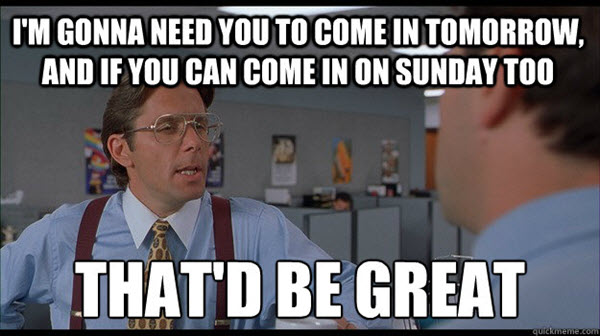 I'M GONNA NEED YOU TO COME IN TOMORROW,
AND IF YOU CAN COME IN ON SUNDAY TOO
THAT'D BE GREAT
quickmeme.com